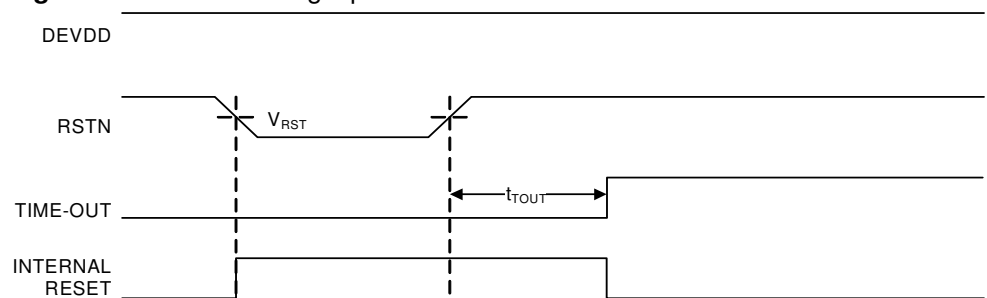 DEVDD
RSTN
V_RST
TIME-OUT
t_TOUT
INTERNAL
RESET